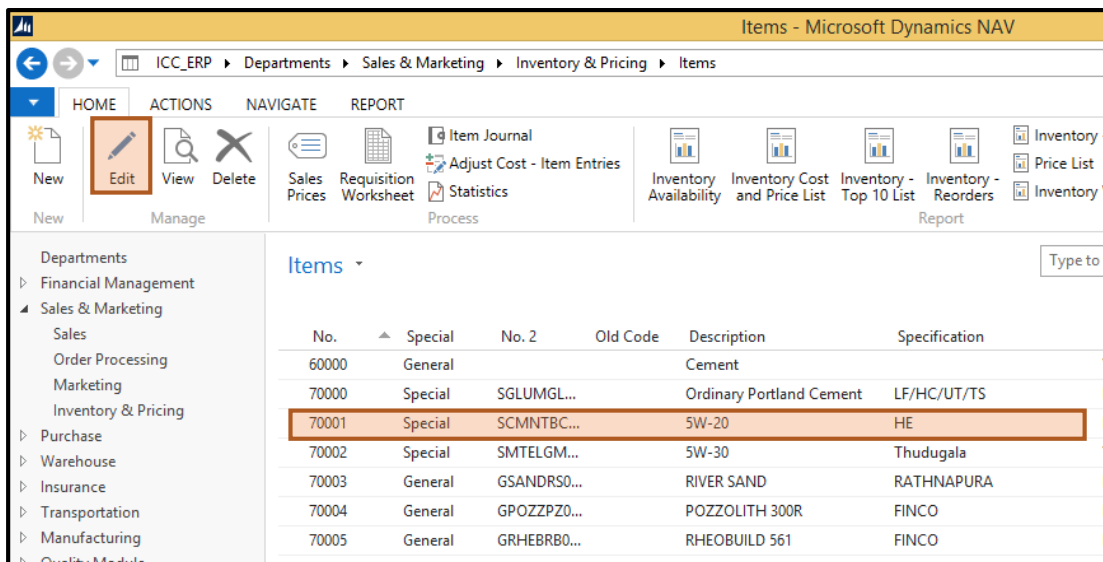 Items - Microsoft Dynamics NAV
ICC_ERP Departments Sales & Marketing Inventory & Pricing Items
HOME ACTIONS NAVIGATE REPORT
New
Edit
View
Delete
Sales Prices
Requisition Worksheet
Item Journal
Adjust Cost - Item Entries
Statistics
Inventory Availability
Inventory Cost and Price List
Inventory - Top 10 List
Inventory - Reorders
Inventory
Price List
Inventory
New Manage Process Report
Departments
Financial Management
Sales & Marketing
Sales
Order Processing
Marketing
Inventory & Pricing
Purchase
Warehouse
Insurance
Transportation
Manufacturing
Quality Module
Items
Type to
No. Special No. 2 Old Code Description Specification
60000 General Cement
70000 Special SGLUMGL... Ordinary Portland Cement LF/HC/UT/TS
70001 Special SCMNTBC... 5W-20 HE
70002 Special SMTELGM... 5W-30 Thudugala
70003 General GSANDRS0... RIVER SAND RATHNAPURA
70004 General GPOZZPZ0... POZZOLITH 300R FINCO
70005 General GRHEBRB0... RHEOBUILD 561 FINCO